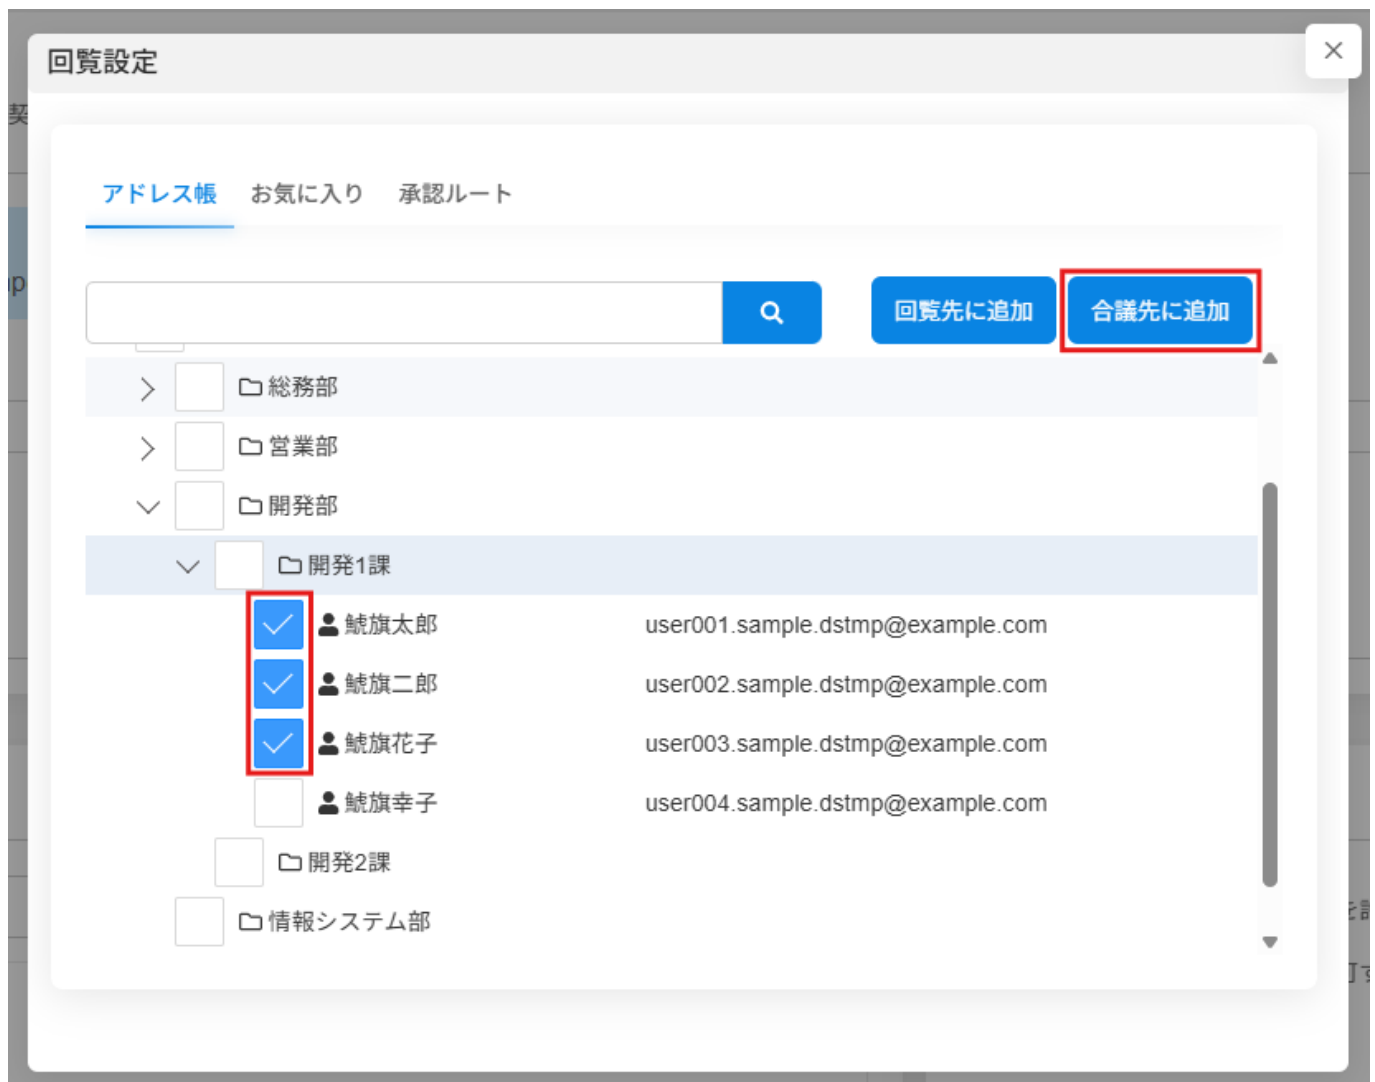 回覧設定
契
アドレス帳 お気に入り 承認ルート
回覧先に追加 合議先に追加
総務部
営業部
開発部
開発1課
鯱旗太郎 user001.sample.dstmp@example.com
鯱旗二郎 user002.sample.dstmp@example.com
鯱旗花子 user003.sample.dstmp@example.com
鯱旗幸子 user004.sample.dstmp@example.com
開発2課
情報システム部